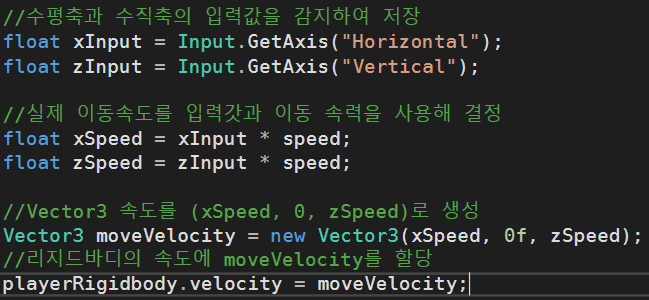 //수평축과 수직축의 입력값을 감지하여 저장
float xInput = Input.GetAxis("Horizontal");
float zInput = Input.GetAxis("Vertical");
//실제 이동속도를 입력갓과 이동 속력을 사용해 결정
float xSpeed = xInput * speed;
float zSpeed = zInput * speed;
//Vector3 속도를 (xSpeed, 0, zSpeed)로 생성
Vector3 moveVelocity = new Vector3(xSpeed, 0f, zSpeed);
//리지드바디의 속도에 moveVelocity를 할당
playerRigidbody.velocity = moveVelocity;